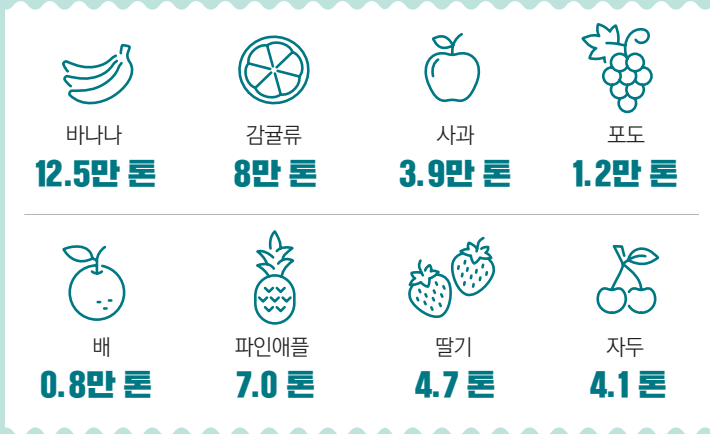 바나나 감귤류 사과 포도
12.5만 톤 8만 톤 3.9만 톤 1.2만 톤
배 파인애플 딸기 자두
0.8만 톤 7.0 톤 4.7 톤 4.1 톤